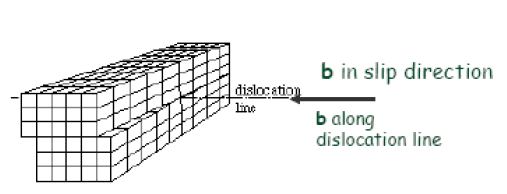 dislocation
line
b in slip direction
b along
dislocation line